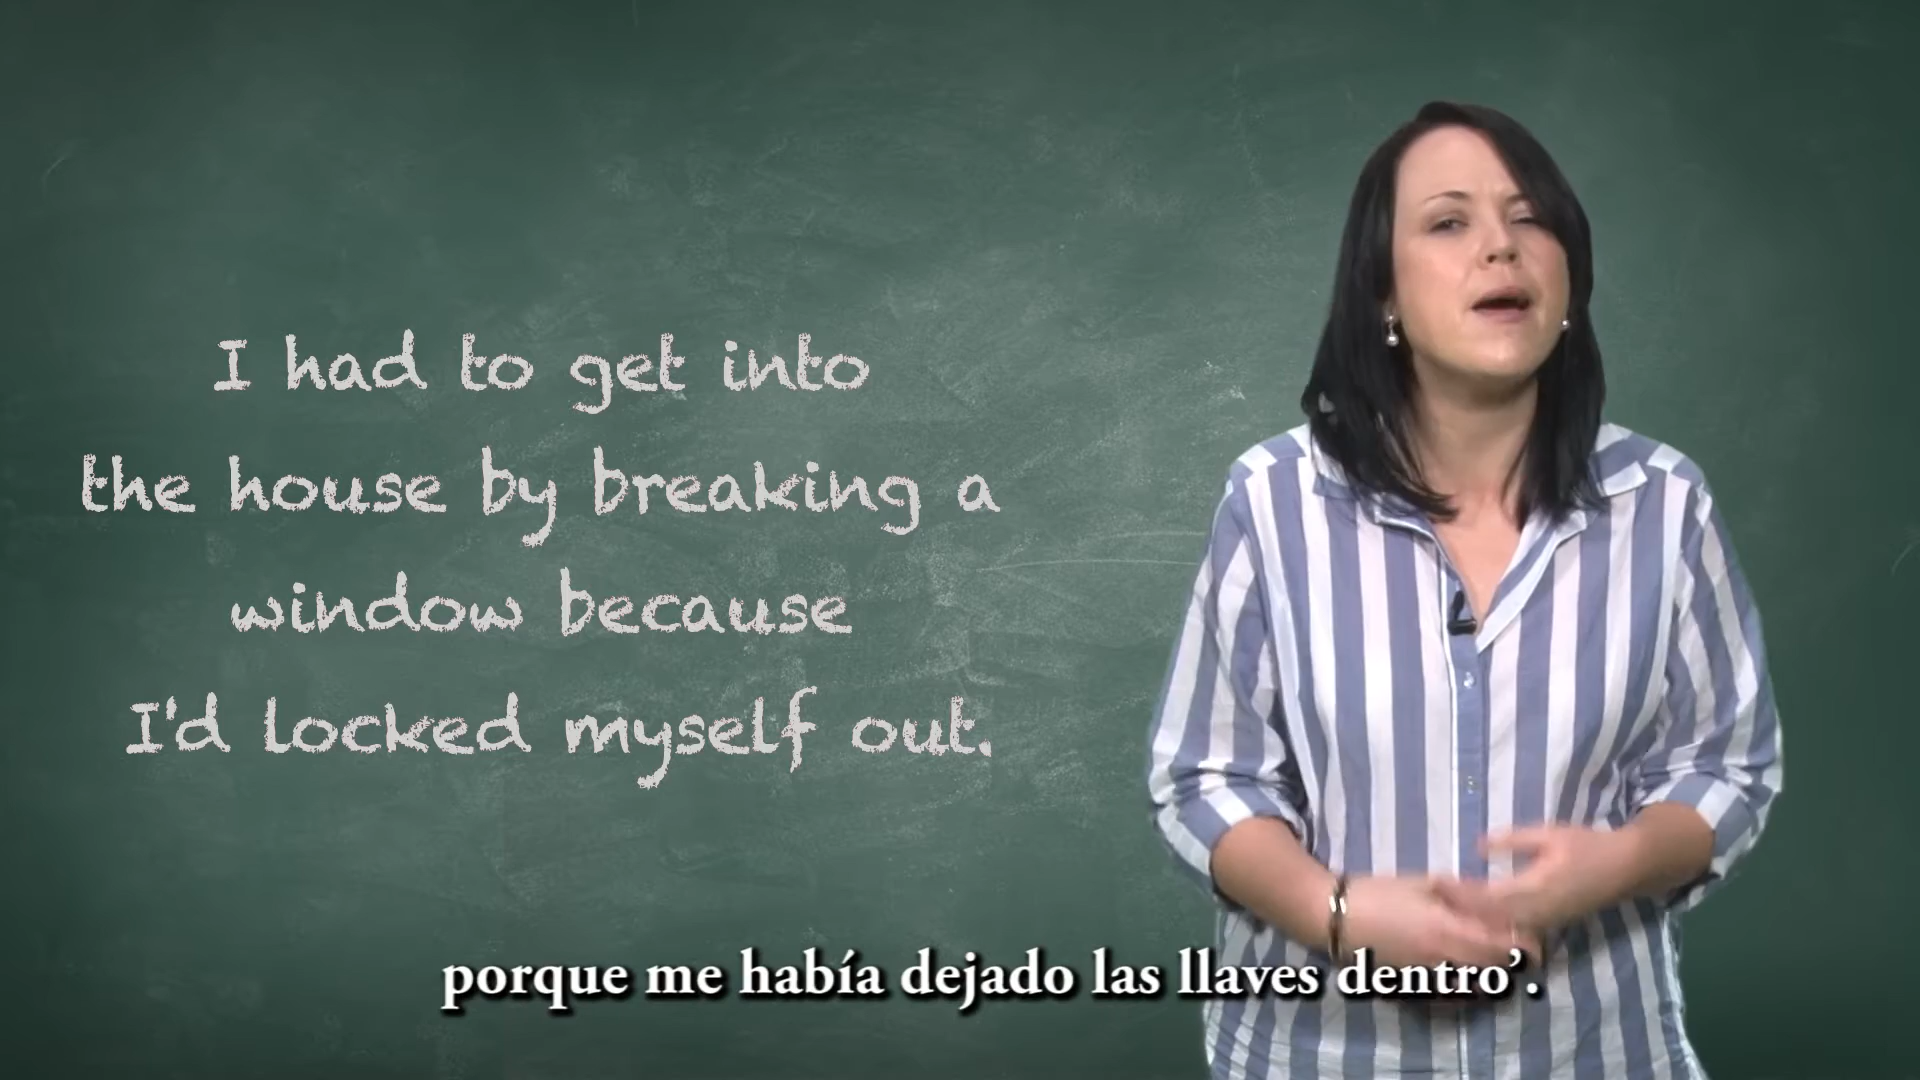 I had to get into
the house by breaking a
window because
I'd locked myself out.
porque me había dejado las llaves dentro’.